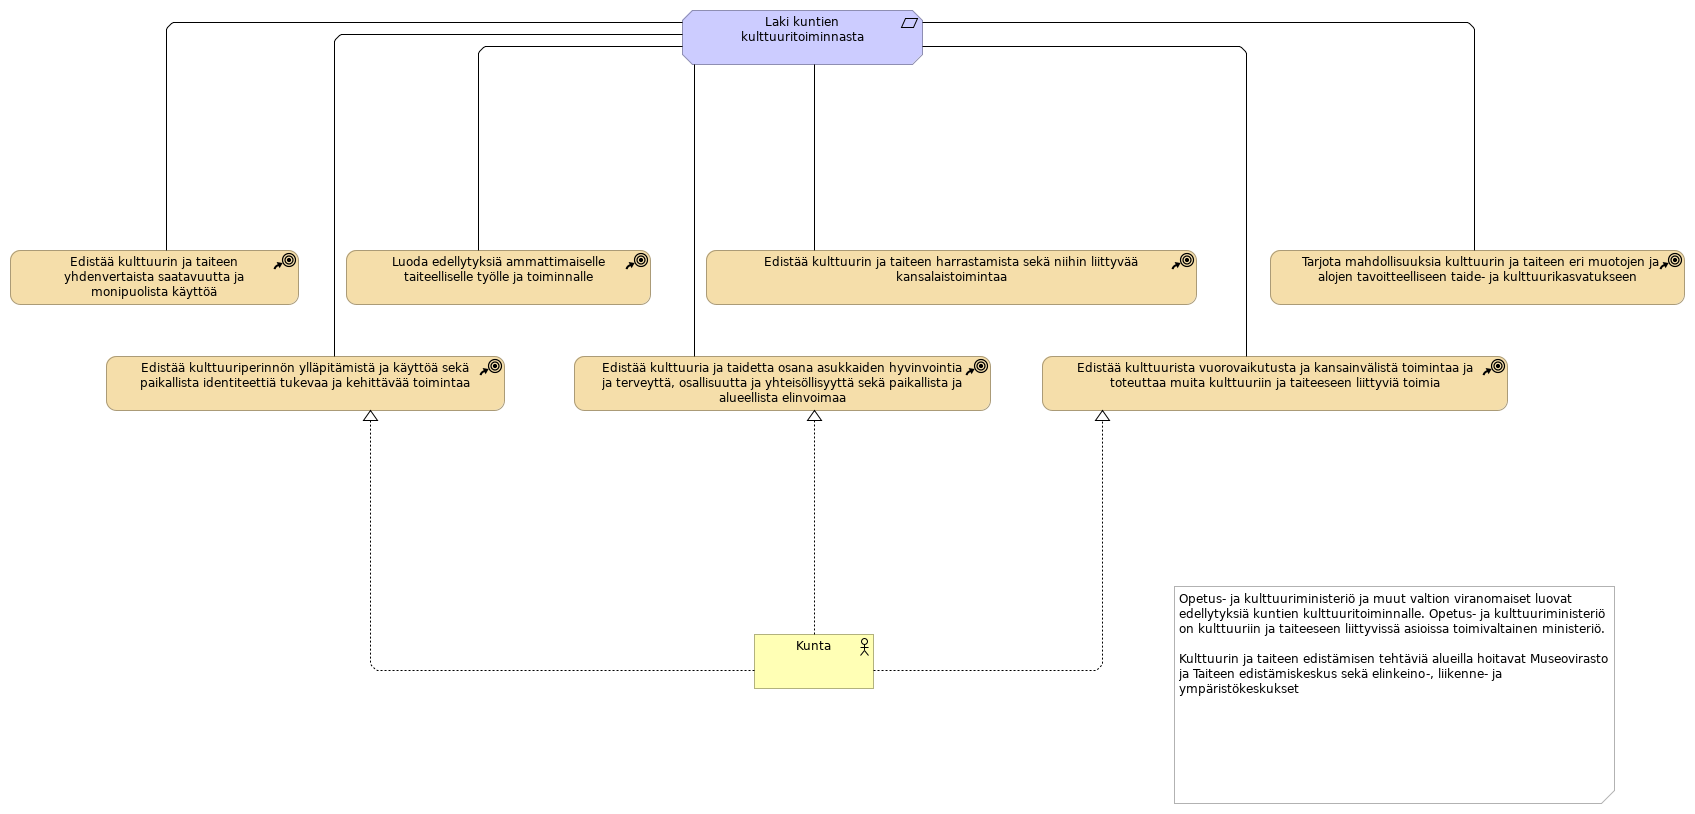 Laki kuntien
kulttuuritoiminnasta
Edistää kulttuurin ja taiteen
yhdenvertaista saatavuutta ja
monipuolista käyttöä
Luoda edellytyksiä ammattimaiselle
taiteelliselle työlle ja toiminnalle
Edistää kulttuurin ja taiteen harrastamista sekä niihin liittyvää
kansalaistoimintaa
Tarjota mahdollisuuksia kulttuurin ja taiteen eri muotojen ja
alojen tavoitteelliseen taide- ja kulttuurikasvatukseen
Edistää kulttuuriperinnön ylläpitämistä ja käyttöä sekä
paikallista identiteettiä tukevaa ja kehittävää toimintaa
Edistää kulttuuria ja taidetta osana asukkaiden hyvinvointia
ja terveyttä, osallisuutta ja yhteisöllisyyttä sekä paikallista ja
alueellista elinvoimaa
Edistää kulttuurista vuorovaikutusta ja kansainvälistä toimintaa ja
toteuttaa muita kulttuuriin ja taiteeseen liittyviä toimia
Kunta
Opetus- ja kulttuuriministeriö ja muut valtion viranomaiset luovat
edellytyksiä kuntien kulttuuritoiminnalle. Opetus- ja kulttuuriministeriö
on kulttuuriin ja taiteeseen liittyvissä asioissa toimivaltainen ministeriö.
Kulttuurin ja taiteen edistämisen tehtäviä alueilla hoitavat Museovirasto
ja Taiteen edistämiskeskus sekä elinkeino-, liikenne- ja
ympäristökeskukset